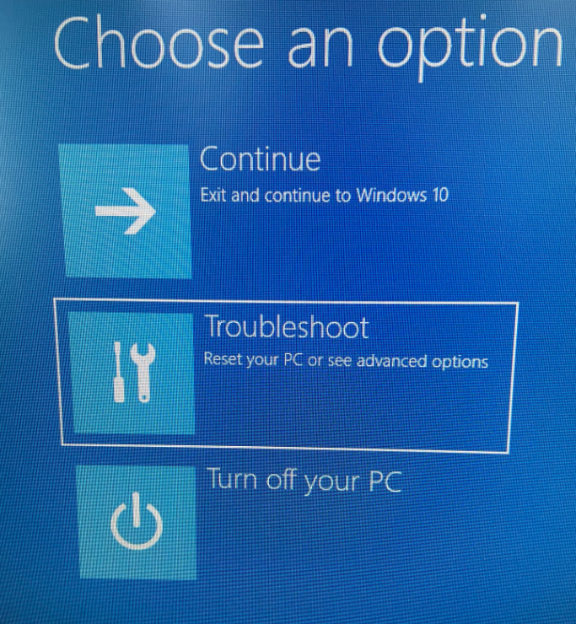 Choose an option
Continue
Exit and continue to Windows 10
Troubleshoot
Reset your PC or see advanced options
Turn off your PC